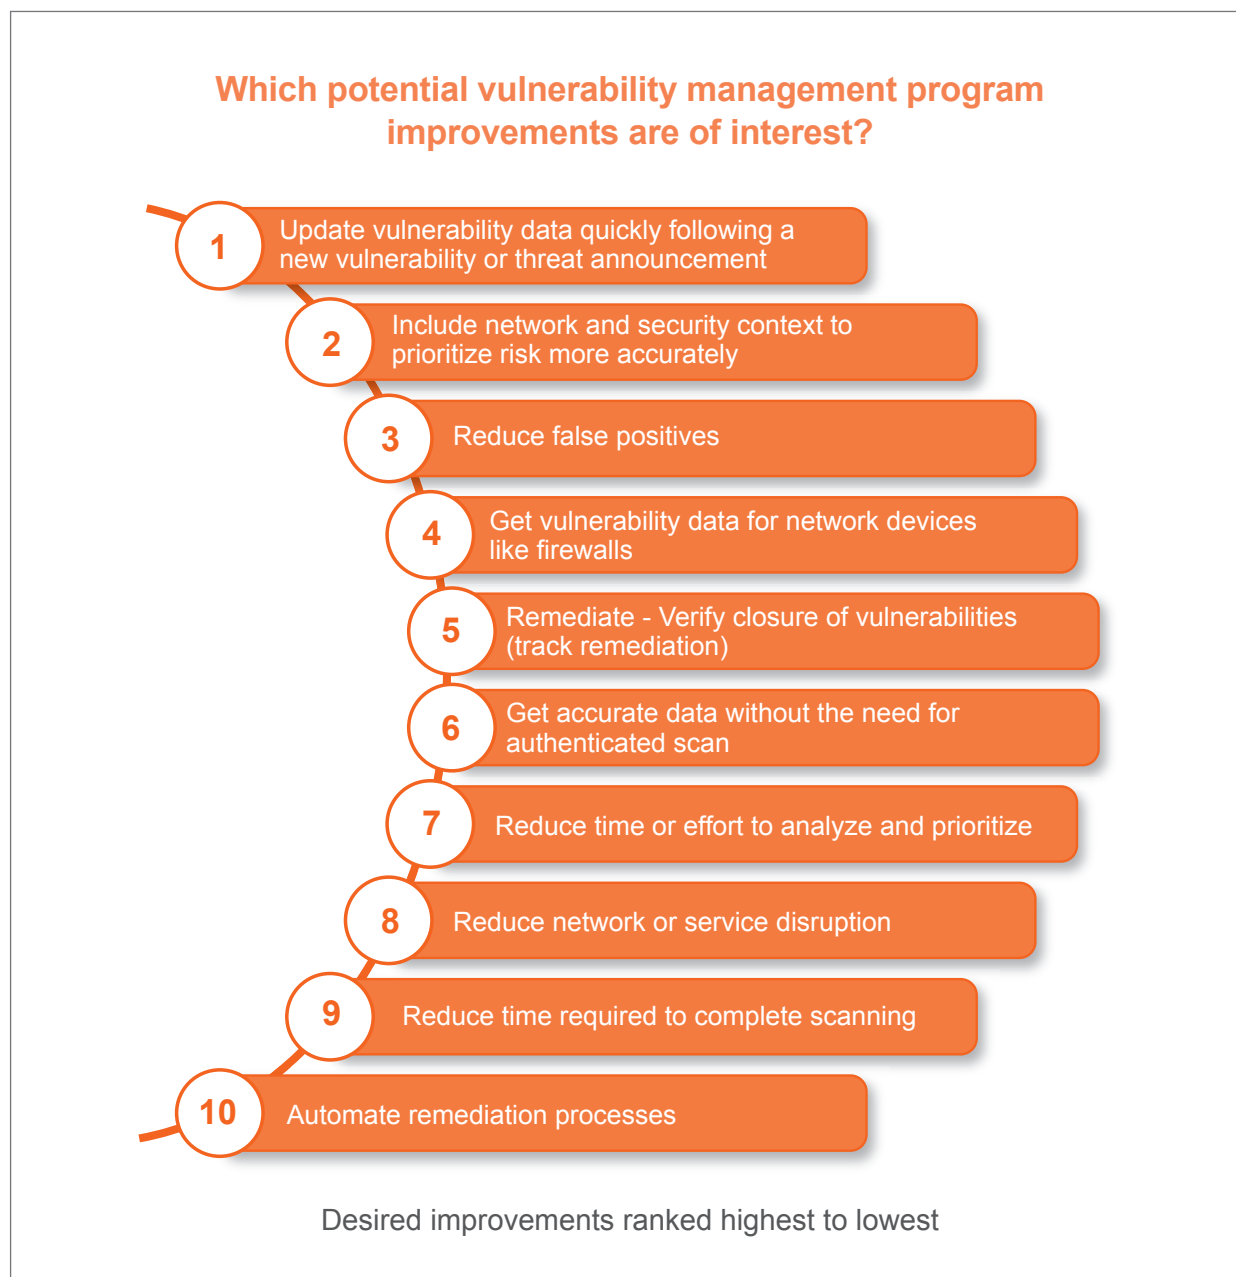 Which potential vulnerability management program
improvements are of interest?
1
Update vulnerability data quickly following a
new vulnerability or threat announcement
2
Include network and security context to
prioritize risk more accurately
3
Reduce false positives
4
Get vulnerability data for network devices
like firewalls
5
Remediate - Verify closure of vulnerabilities
(track remediation)
6
Get accurate data without the need for
authenticated scan
7
Reduce time or effort to analyze and prioritize
8
Reduce network or service disruption
9
Reduce time required to complete scanning
10
Automate remediation processes
Desired improvements ranked highest to lowest